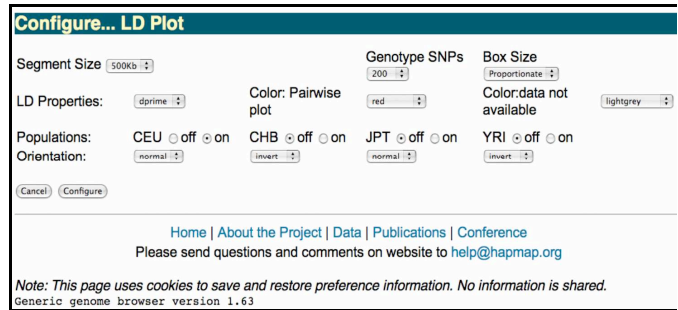 Configure... LD Plot
Segment Size 500Kb Genotype SNPs 200 Box Size Proportionate
LD Properties: dprime Color: Pairwise plot red Color:data not available lightgrey
Populations: CEU off on CHB off on JPT off on YRI off on
Orientation: normal invert normal invert
Cancel Configure
Home | About the Project | Data | Publications | Conference
Please send questions and comments on website to help@hapmap.org
Note: This page uses cookies to save and restore preference information. No information is shared.
Generic genome browser version 1.63